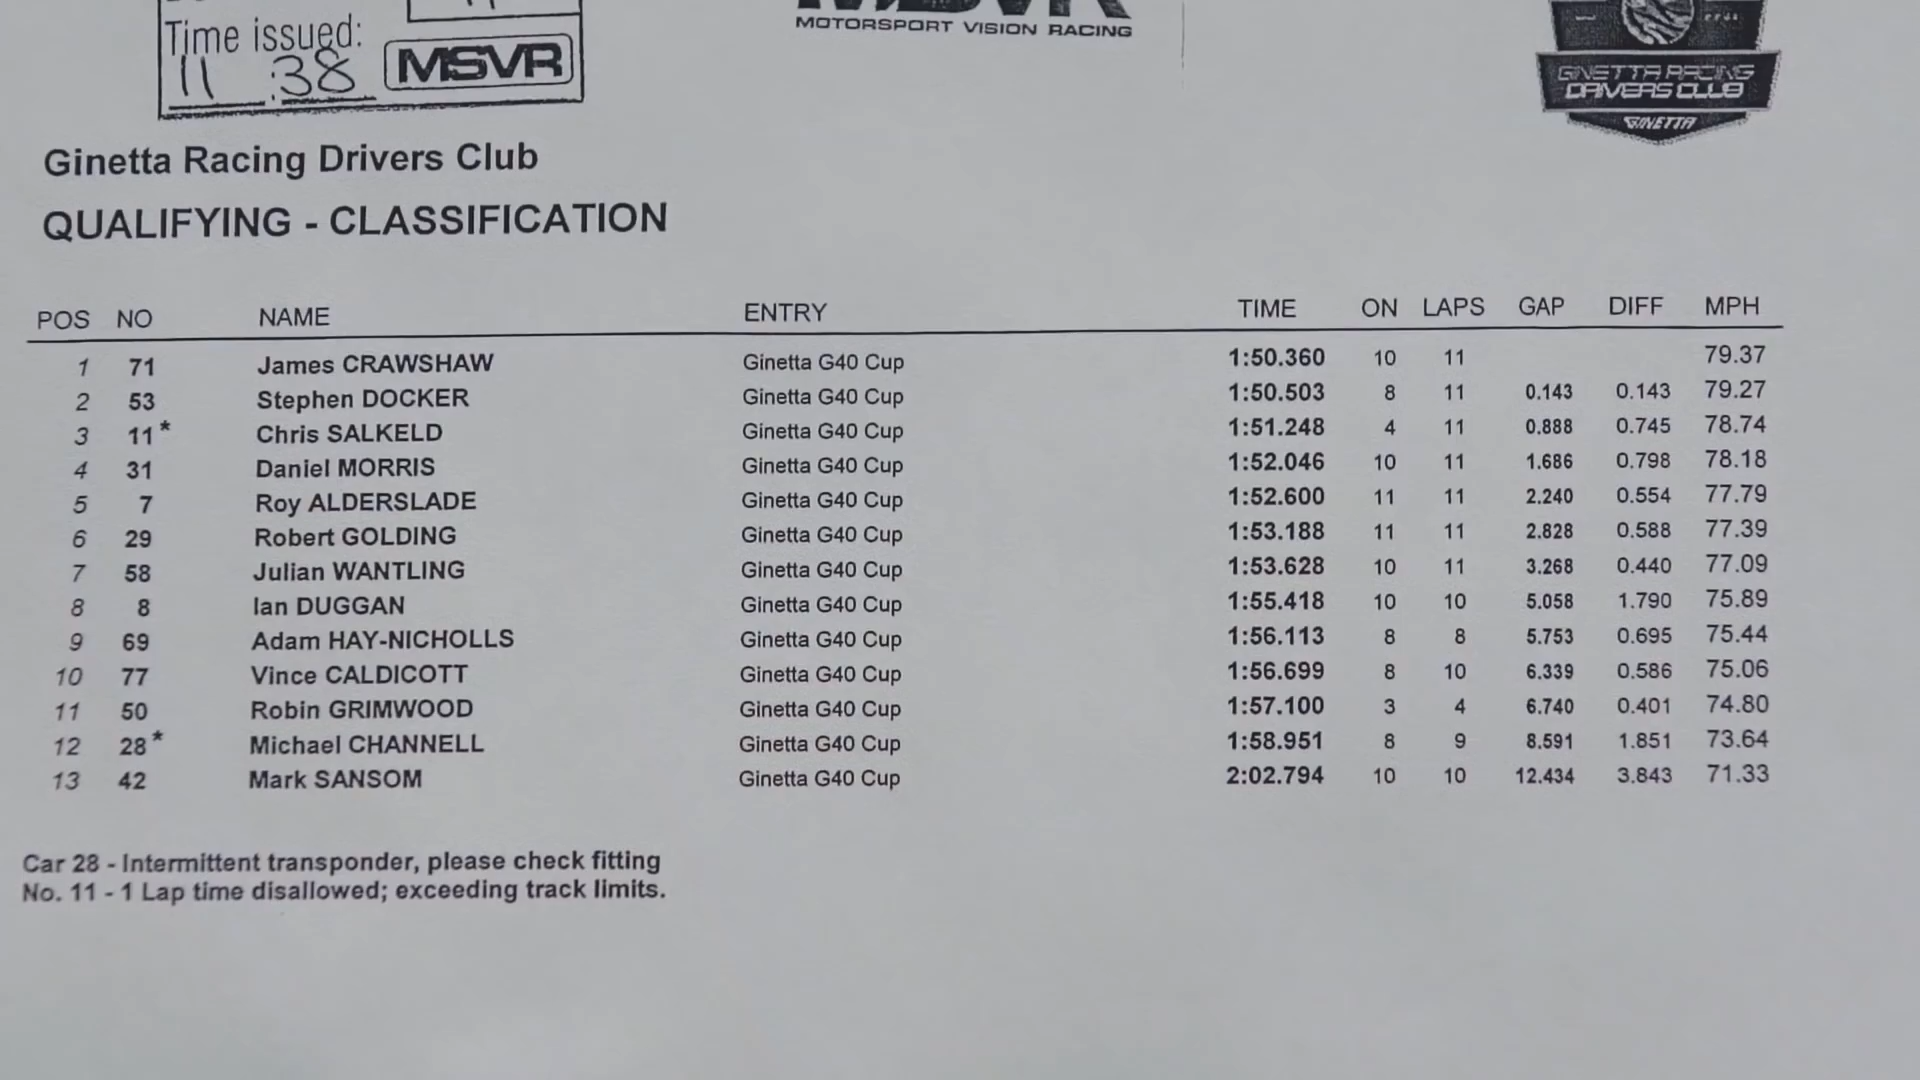 Time issued:
11 :38
MSVR
MOTORSPORT VISION RACING
GINETTA RACING
DRIVERS CLUB
GINETTA
Ginetta Racing Drivers Club
QUALIFYING - CLASSIFICATION
POS NO NAME ENTRY TIME ON LAPS GAP DIFF MPH
1 71 James CRAWSHAW Ginetta G40 Cup 1:50.360 10 11 79.37
2 53 Stephen DOCKER Ginetta G40 Cup 1:50.503 8 11 0.143 0.143 79.27
3 11* Chris SALKELD Ginetta G40 Cup 1:51.248 4 11 0.888 0.745 78.74
4 31 Daniel MORRIS Ginetta G40 Cup 1:52.046 10 11 1.686 0.798 78.18
5 7 Roy ALDERSLADE Ginetta G40 Cup 1:52.600 11 11 2.240 0.554 77.79
6 29 Robert GOLDING Ginetta G40 Cup 1:53.188 11 11 2.828 0.588 77.39
7 58 Julian WANTLING Ginetta G40 Cup 1:53.628 10 11 3.268 0.440 77.09
8 8 Ian DUGGAN Ginetta G40 Cup 1:55.418 10 10 5.058 1.790 75.89
9 69 Adam HAY-NICHOLLS Ginetta G40 Cup 1:56.113 8 8 5.753 0.695 75.44
10 77 Vince CALDICOTT Ginetta G40 Cup 1:56.699 8 10 6.339 0.586 75.06
11 50 Robin GRIMWOOD Ginetta G40 Cup 1:57.100 3 4 6.740 0.401 74.80
12 28* Michael CHANNELL Ginetta G40 Cup 1:58.951 8 9 8.591 1.851 73.64
13 42 Mark SANSOM Ginetta G40 Cup 2:02.794 10 10 12.434 3.843 71.33
Car 28 - Intermittent transponder, please check fitting
No. 11 - 1 Lap time disallowed; exceeding track limits.